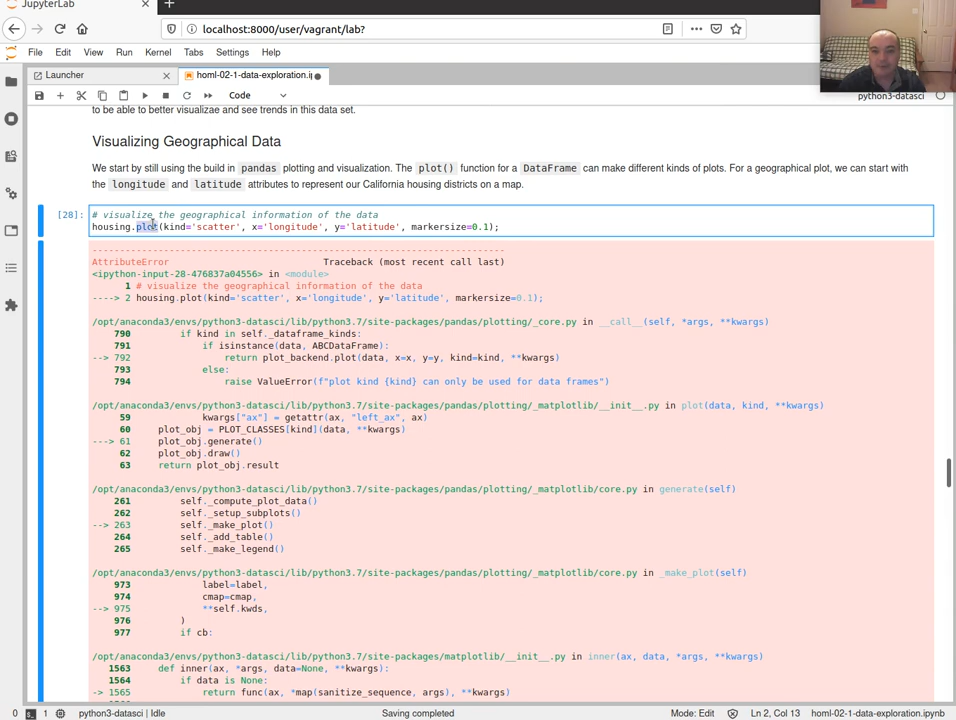 JupyterLab
localhost:8000/user/vagrant/lab?
File Edit View Run Kernel Tabs Settings Help
Launcher
homl-02-1-data-exploration.ip
Code
python3-datasci
to be able to better visualizae and see trends in this data set.
Visualizing Geographical Data
We start by still using the build in pandas plotting and visualization. The plot() function for a DataFrame can make different kinds of plots. For a geographical plot, we can start with
the longitude and latitude attributes to represent our California housing districts on a map.
[28]: # visualize the geographical information of the data
housing.plot(kind='scatter', x='longitude', y='latitude', markersize=0.1);
---------------------------------------------------------------------------
AttributeError Traceback (most recent call last)
<ipython-input-28-476837a04556> in <module>
1 # visualize the geographical information of the data
----> 2 housing.plot(kind='scatter', x='longitude', y='latitude', markersize=0.1);
/opt/anaconda3/envs/python3-datasci/lib/python3.7/site-packages/pandas/plotting/_core.py in __call__(self, *args, **kwargs)
790 if kind in self._dataframe_kinds:
791 if isinstance(data, ABCDataFrame):
--> 792 return plot_backend.plot(data, x=x, y=y, kind=kind, **kwargs)
793 else:
794 raise ValueError(f"plot kind {kind} can only be used for data frames")
/opt/anaconda3/envs/python3-datasci/lib/python3.7/site-packages/pandas/plotting/_matplotlib/__init__.py in plot(data, kind, **kwargs)
59 kwargs["ax"] = getattr(ax, "left_ax", ax)
60 plot_obj = PLOT_CLASSES[kind](data, **kwargs)
---> 61 plot_obj.generate()
62 plot_obj.draw()
63 return plot_obj.result
/opt/anaconda3/envs/python3-datasci/lib/python3.7/site-packages/pandas/plotting/_matplotlib/core.py in generate(self)
261 self._compute_plot_data()
262 self._setup_subplots()
--> 263 self._make_plot()
264 self._add_table()
265 self._make_legend()
/opt/anaconda3/envs/python3-datasci/lib/python3.7/site-packages/pandas/plotting/_matplotlib/core.py in _make_plot(self)
973 label=label,
974 cmap=cmap,
--> 975 **self.kwds,
976 )
977 if cb:
/opt/anaconda3/envs/python3-datasci/lib/python3.7/site-packages/matplotlib/__init__.py in inner(ax, data, *args, **kwargs)
1563 def inner(ax, *args, data=None, **kwargs):
1564 if data is None:
-> 1565 return func(ax, *map(sanitize_sequence, args), **kwargs)
0 1 python3-datasci | Idle Saving completed Mode: Edit Ln 2, Col 13 homl-02-1-data-exploration.ipynb